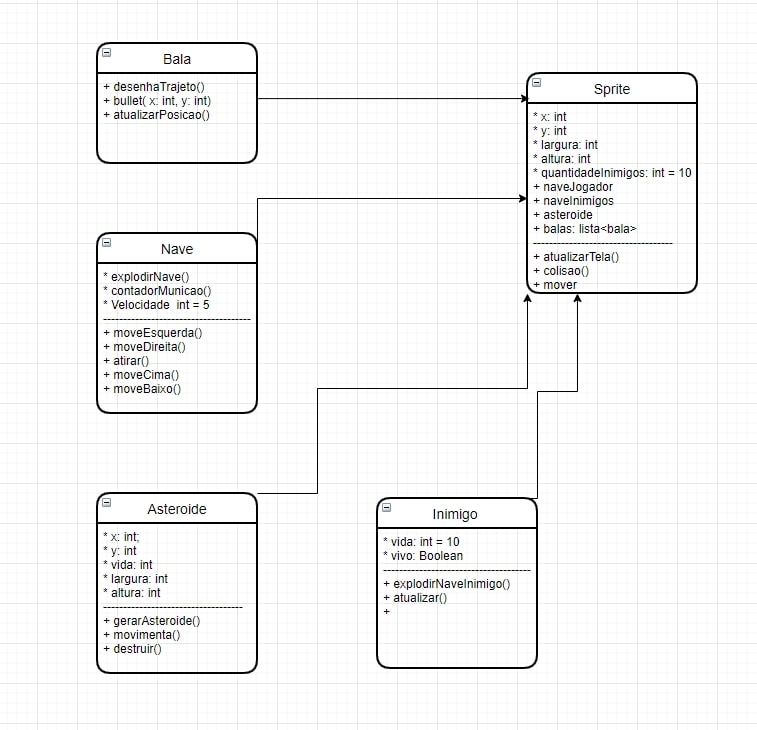 Bala
+ desenhaTrajeto()
+ bullet( x: int, y: int)
+ atualizarPosicao()
Sprite
* x: int
* y: int
* largura: int
* altura: int
* quantidadeInimigos: int = 10
+ naveJogador
+ naveInimigos
+ asteroide
+ balas: lista<bala>
-----------------------------------
+ atualizarTela()
+ colisao()
+ mover
Nave
* explodirNave()
* contadorMunicao()
* Velocidade  int = 5
-------------------------------------
+ moveEsquerda()
+ moveDireita()
+ atirar()
+ moveCima()
+ moveBaixo()
Asteroide
* x: int;
* y: int
* vida: int
* largura: int
* altura: int
-----------------------------------
+ gerarAsteroide()
+ movimenta()
+ destruir()
Inimigo
* vida: int = 10
* vivo: Boolean
-------------------------------------
+ explodirNaveInimigo()
+ atualizar()
+